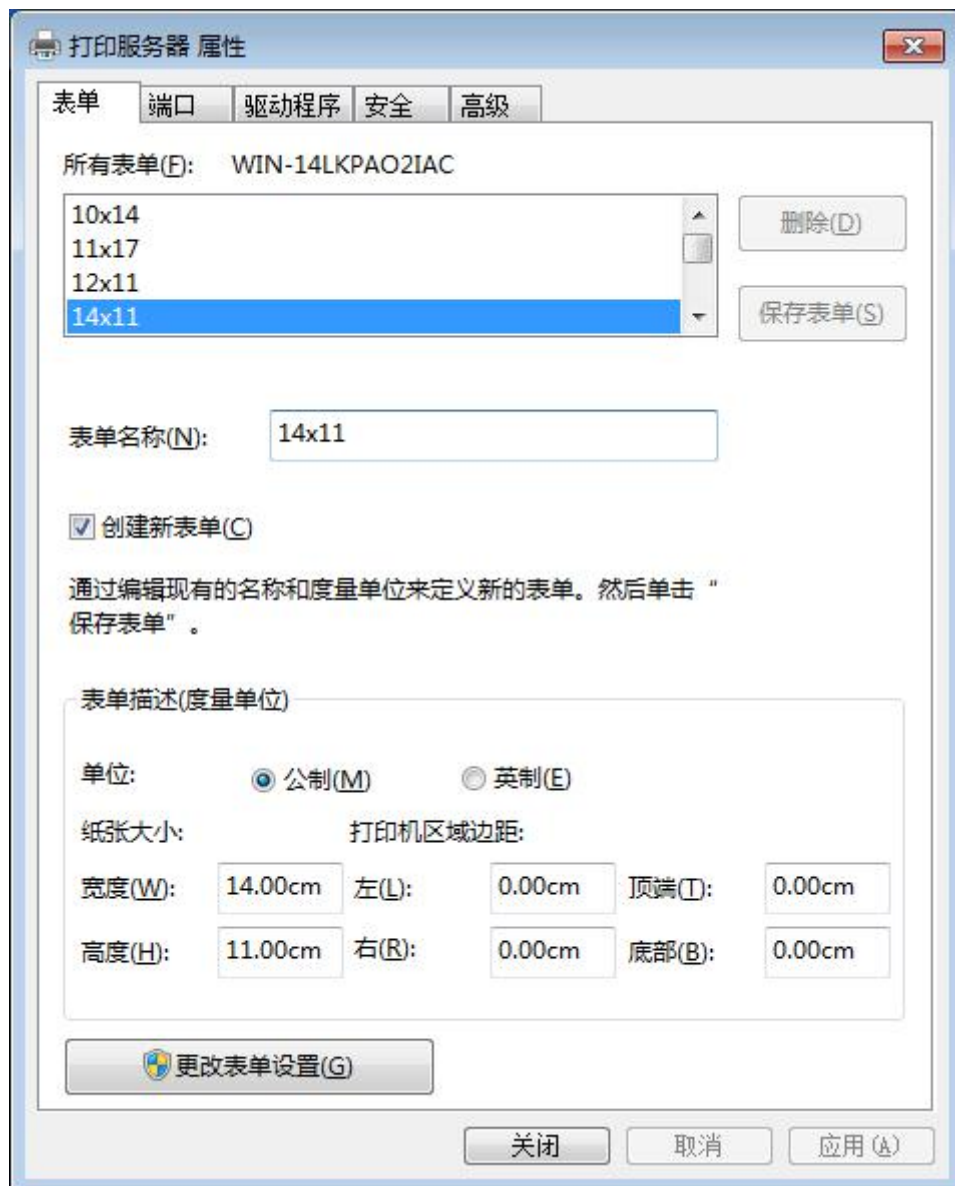 打印服务器 属性
表单 端口 驱动程序 安全 高级
所有表单(F): WIN-14LKPAO2IAC
10x14
11x17
12x11
14x11
删除(D)
保存表单(S)
表单名称(N): 14x11
创建新表单(C)
通过编辑现有的名称和度量单位来定义新的表单。然后单击“
保存表单”。
表单描述(度量单位)
单位: 公制(M) 英制(E)
纸张大小: 打印机区域边距:
宽度(W): 14.00cm 左(L): 0.00cm 顶端(T): 0.00cm
高度(H): 11.00cm 右(R): 0.00cm 底部(B): 0.00cm
更改表单设置(G)
关闭 取消 应用(A)